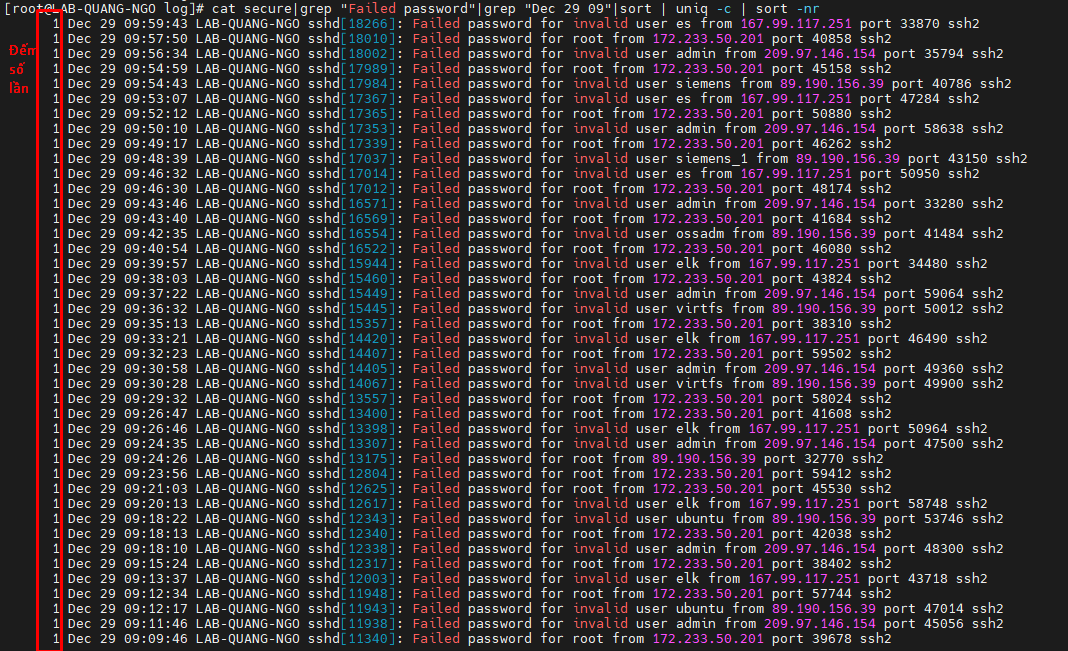 [root@LAB-QUANG-NGO log]# cat secure|grep "Failed password"|grep "Dec 29 09"|sort | uniq -c | sort -nr
1 Dec 29 09:59:43 LAB-QUANG-NGO sshd[18266]: Failed password for invalid user es from 167.99.117.251 port 33870 ssh2
1 Dec 29 09:57:50 LAB-QUANG-NGO sshd[18010]: Failed password for root from 172.233.50.201 port 40858 ssh2
Đếm
1 Dec 29 09:56:34 LAB-QUANG-NGO sshd[18002]: Failed password for invalid user admin from 209.97.146.154 port 35794 ssh2
số
1 Dec 29 09:54:59 LAB-QUANG-NGO sshd[17989]: Failed password for root from 172.233.50.201 port 45158 ssh2
lần
1 Dec 29 09:54:43 LAB-QUANG-NGO sshd[17984]: Failed password for invalid user siemens from 89.190.156.39 port 40786 ssh2
1 Dec 29 09:53:07 LAB-QUANG-NGO sshd[17367]: Failed password for invalid user es from 167.99.117.251 port 47284 ssh2
1 Dec 29 09:52:12 LAB-QUANG-NGO sshd[17365]: Failed password for root from 172.233.50.201 port 50880 ssh2
1 Dec 29 09:50:10 LAB-QUANG-NGO sshd[17353]: Failed password for invalid user admin from 209.97.146.154 port 58638 ssh2
1 Dec 29 09:49:17 LAB-QUANG-NGO sshd[17339]: Failed password for root from 172.233.50.201 port 46262 ssh2
1 Dec 29 09:48:39 LAB-QUANG-NGO sshd[17037]: Failed password for invalid user siemens_1 from 89.190.156.39 port 43150 ssh2
1 Dec 29 09:46:32 LAB-QUANG-NGO sshd[17014]: Failed password for invalid user es from 167.99.117.251 port 50950 ssh2
1 Dec 29 09:46:30 LAB-QUANG-NGO sshd[17012]: Failed password for root from 172.233.50.201 port 48174 ssh2
1 Dec 29 09:43:46 LAB-QUANG-NGO sshd[16571]: Failed password for invalid user admin from 209.97.146.154 port 33280 ssh2
1 Dec 29 09:43:40 LAB-QUANG-NGO sshd[16569]: Failed password for root from 172.233.50.201 port 41684 ssh2
1 Dec 29 09:42:35 LAB-QUANG-NGO sshd[16554]: Failed password for invalid user ossadm from 89.190.156.39 port 41484 ssh2
1 Dec 29 09:40:54 LAB-QUANG-NGO sshd[16522]: Failed password for root from 172.233.50.201 port 46080 ssh2
1 Dec 29 09:39:57 LAB-QUANG-NGO sshd[15944]: Failed password for invalid user elk from 167.99.117.251 port 34480 ssh2
1 Dec 29 09:38:03 LAB-QUANG-NGO sshd[15460]: Failed password for root from 172.233.50.201 port 43824 ssh2
1 Dec 29 09:37:22 LAB-QUANG-NGO sshd[15449]: Failed password for invalid user admin from 209.97.146.154 port 59064 ssh2
1 Dec 29 09:36:32 LAB-QUANG-NGO sshd[15445]: Failed password for invalid user virtfs from 89.190.156.39 port 50012 ssh2
1 Dec 29 09:35:13 LAB-QUANG-NGO sshd[15357]: Failed password for root from 172.233.50.201 port 38310 ssh2
1 Dec 29 09:33:21 LAB-QUANG-NGO sshd[14420]: Failed password for invalid user elk from 167.99.117.251 port 46490 ssh2
1 Dec 29 09:32:23 LAB-QUANG-NGO sshd[14407]: Failed password for root from 172.233.50.201 port 59502 ssh2
1 Dec 29 09:30:58 LAB-QUANG-NGO sshd[14405]: Failed password for invalid user admin from 209.97.146.154 port 49360 ssh2
1 Dec 29 09:30:28 LAB-QUANG-NGO sshd[14067]: Failed password for invalid user virtfs from 89.190.156.39 port 49900 ssh2
1 Dec 29 09:29:32 LAB-QUANG-NGO sshd[13557]: Failed password for root from 172.233.50.201 port 58024 ssh2
1 Dec 29 09:26:47 LAB-QUANG-NGO sshd[13400]: Failed password for root from 172.233.50.201 port 41608 ssh2
1 Dec 29 09:26:46 LAB-QUANG-NGO sshd[13398]: Failed password for invalid user elk from 167.99.117.251 port 50964 ssh2
1 Dec 29 09:24:35 LAB-QUANG-NGO sshd[13307]: Failed password for invalid user admin from 209.97.146.154 port 47500 ssh2
1 Dec 29 09:24:26 LAB-QUANG-NGO sshd[13175]: Failed password for root from 89.190.156.39 port 32770 ssh2
1 Dec 29 09:23:56 LAB-QUANG-NGO sshd[12804]: Failed password for root from 172.233.50.201 port 59412 ssh2
1 Dec 29 09:21:03 LAB-QUANG-NGO sshd[12625]: Failed password for root from 172.233.50.201 port 45530 ssh2
1 Dec 29 09:20:13 LAB-QUANG-NGO sshd[12617]: Failed password for invalid user elk from 167.99.117.251 port 58748 ssh2
1 Dec 29 09:18:22 LAB-QUANG-NGO sshd[12343]: Failed password for invalid user ubuntu from 89.190.156.39 port 53746 ssh2
1 Dec 29 09:18:13 LAB-QUANG-NGO sshd[12340]: Failed password for root from 172.233.50.201 port 42038 ssh2
1 Dec 29 09:18:10 LAB-QUANG-NGO sshd[12338]: Failed password for invalid user admin from 209.97.146.154 port 48300 ssh2
1 Dec 29 09:15:24 LAB-QUANG-NGO sshd[12317]: Failed password for root from 172.233.50.201 port 38402 ssh2
1 Dec 29 09:13:37 LAB-QUANG-NGO sshd[12003]: Failed password for invalid user elk from 167.99.117.251 port 43718 ssh2
1 Dec 29 09:12:34 LAB-QUANG-NGO sshd[11948]: Failed password for root from 172.233.50.201 port 57744 ssh2
1 Dec 29 09:12:17 LAB-QUANG-NGO sshd[11943]: Failed password for invalid user ubuntu from 89.190.156.39 port 47014 ssh2
1 Dec 29 09:11:46 LAB-QUANG-NGO sshd[11938]: Failed password for invalid user admin from 209.97.146.154 port 45056 ssh2
1 Dec 29 09:09:46 LAB-QUANG-NGO sshd[11340]: Failed password for root from 172.233.50.201 port 39678 ssh2